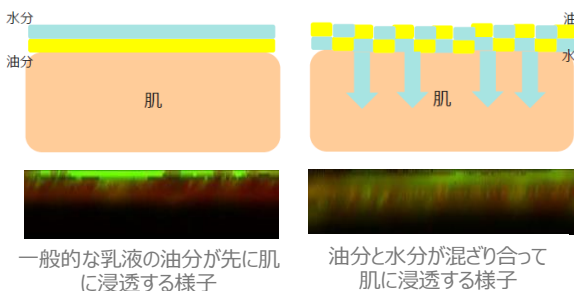 水分
油分
肌
一般的な乳液の油分が先に肌
に浸透する様子
油
水
肌
油分と水分が混ざり合って
肌に浸透する様子